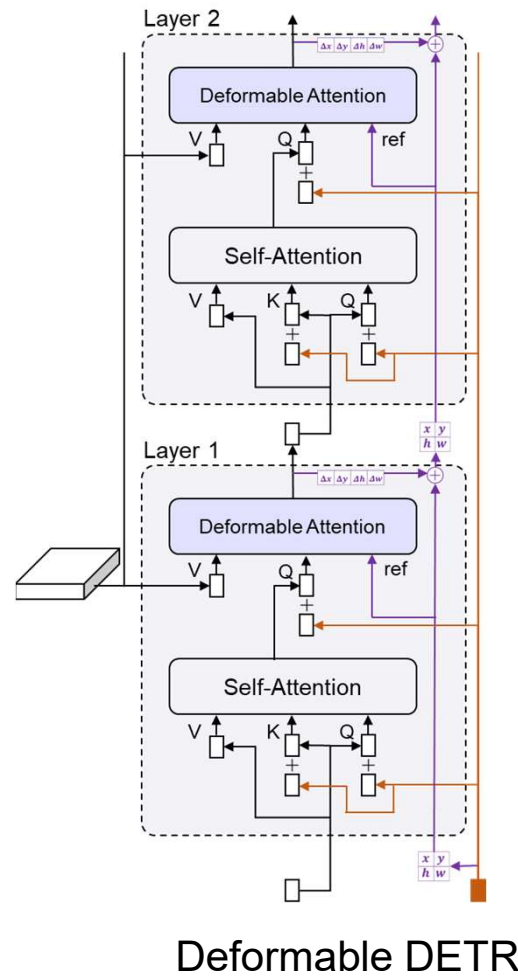 Layer 2
Δx Δy Δh Δw +
Deformable Attention
V Q ref
+
Self-Attention
V K Q
+ +
x y
h w
Layer 1
Δx Δy Δh Δw +
Deformable Attention
V Q ref
+
Self-Attention
V K Q
+ +
x y
h w
Deformable DETR